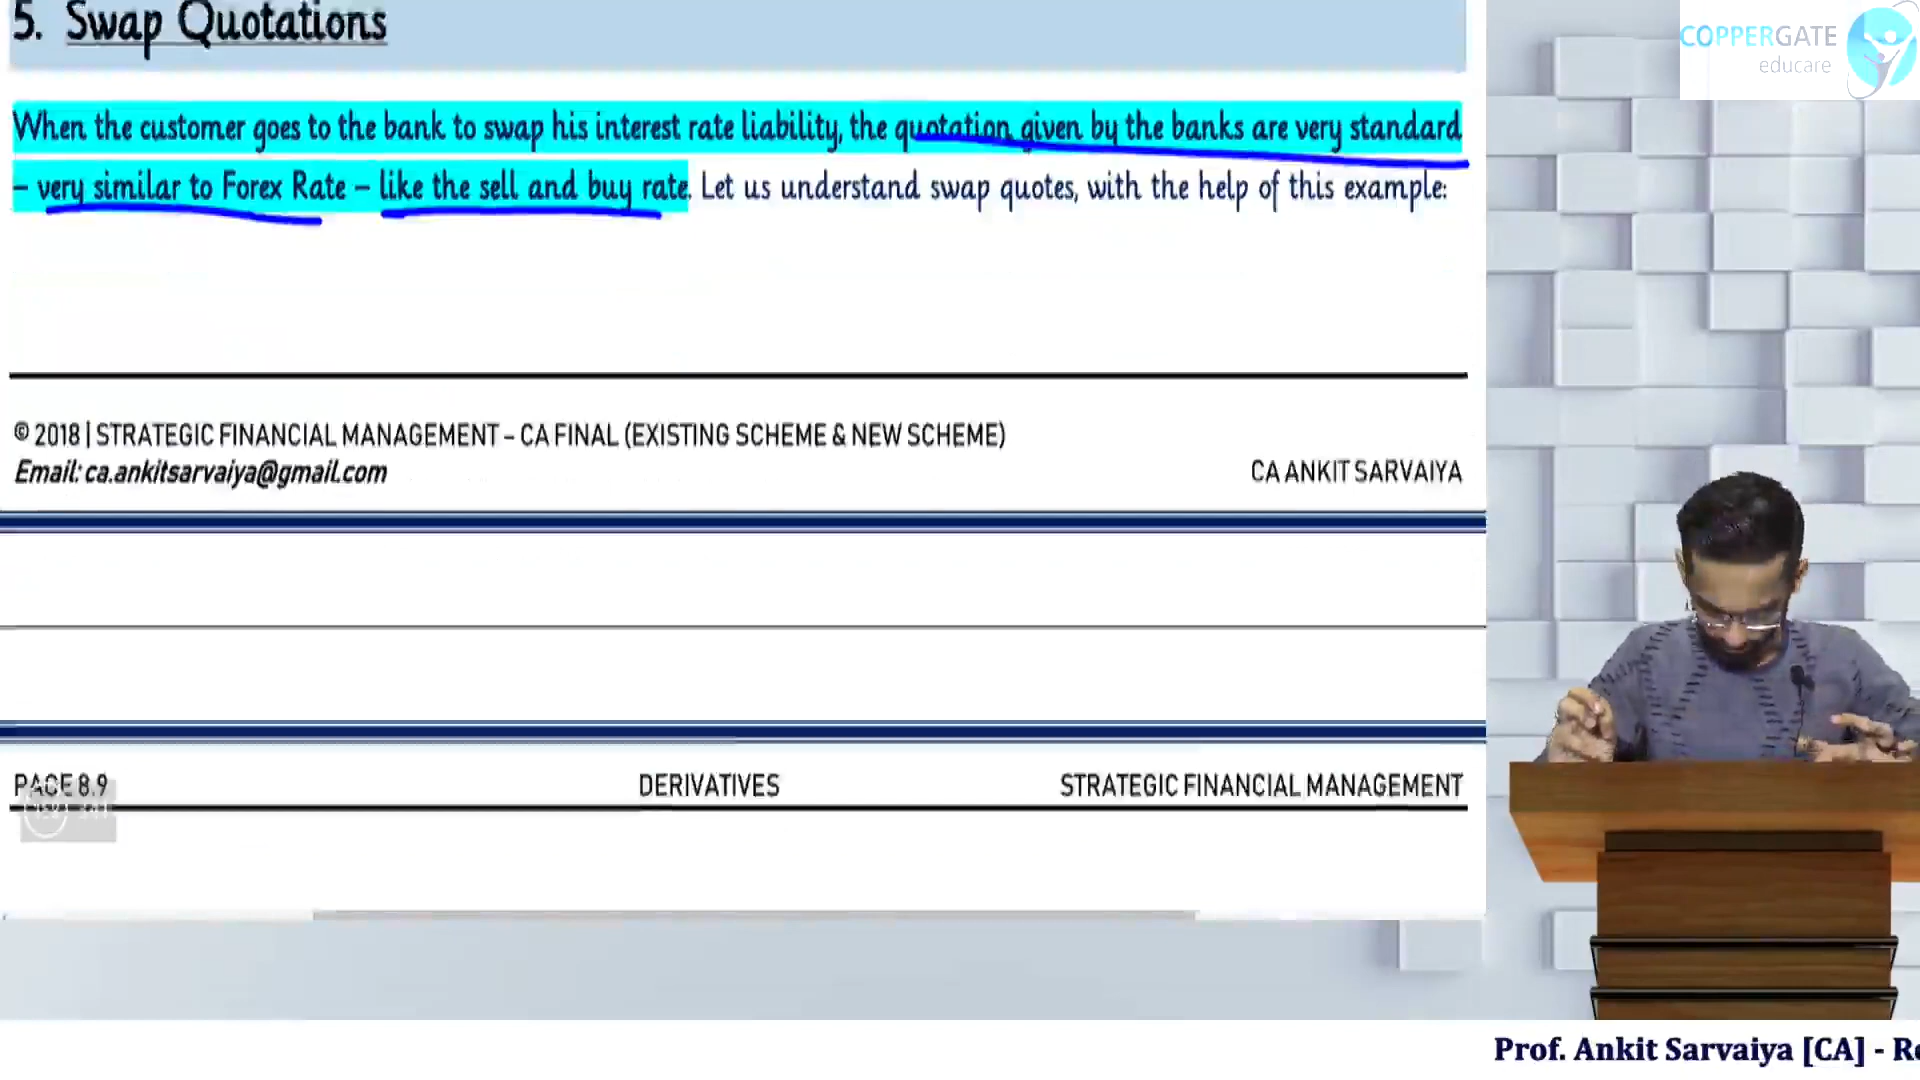 5. Swap Quotations
COPPERGATE
educare
When the customer goes to the bank to swap his interest rate liability, the quotation given by the banks are very standard
– very similar to Forex Rate – like the sell and buy rate. Let us understand swap quotes, with the help of this example:
© 2018 | STRATEGIC FINANCIAL MANAGEMENT – CA FINAL (EXISTING SCHEME & NEW SCHEME)
Email: ca.ankitsarvaiya@gmail.com
CA ANKIT SARVAIYA
PAGE 8.9
DERIVATIVES
STRATEGIC FINANCIAL MANAGEMENT
Prof. Ankit Sarvaiya [CA] - Re